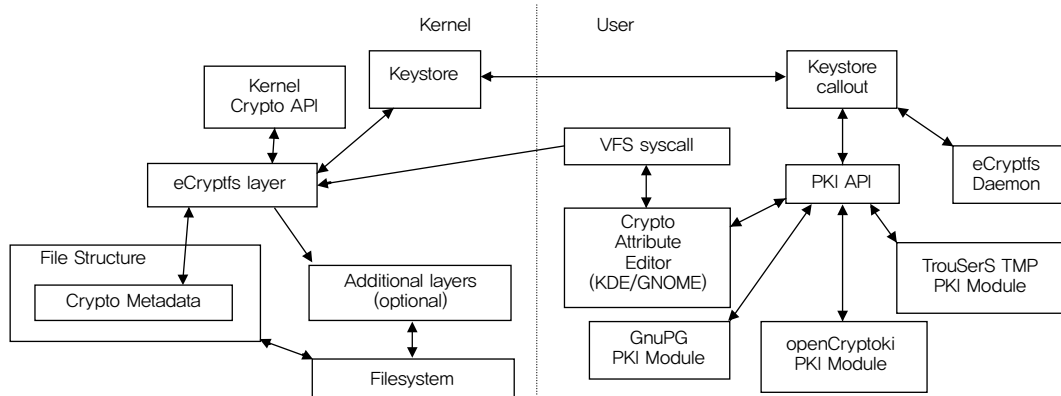 Kernel
User
Keystore
Keystore
callout
Kernel
Crypto API
VFS syscall
eCryptfs layer
PKI API
eCryptfs
Daemon
Crypto
Attribute
Editor
(KDE/GNOME)
File Structure
Crypto Metadata
Additional layers
(optional)
TrouSerS TMP
PKI Module
GnuPG
PKI Module
openCryptoki
PKI Module
Filesystem